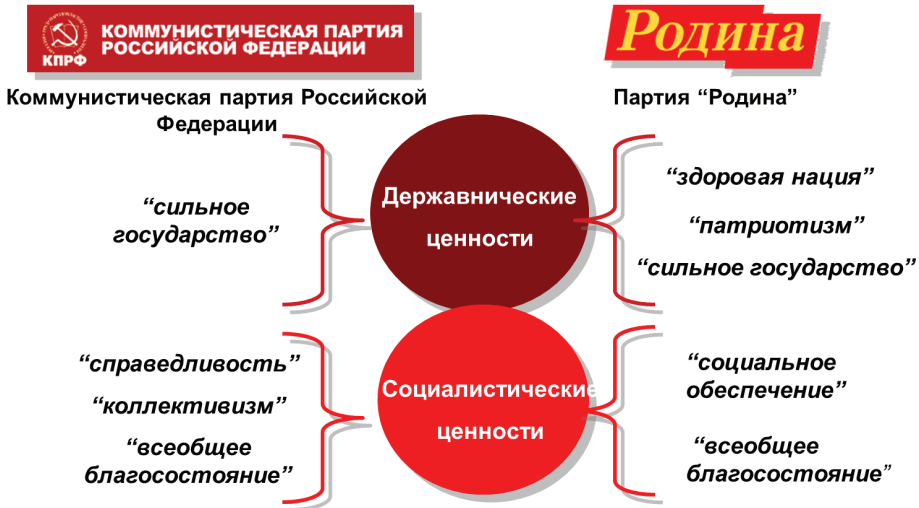 КОММУНИСТИЧЕСКАЯ ПАРТИЯ
РОССИЙСКОЙ ФЕДЕРАЦИИ
КПРФ
Родина
Коммунистическая партия Российской
Федерации
Партия “Родина”
Державнические
ценности
“сильное
государство”
“здоровая нация”
“патриотизм”
“сильное государство”
Социалистические
ценности
“справедливость”
“коллективизм”
“всеобщее
благосостояние”
“социальное
обеспечение”
“всеобщее
благосостояние”